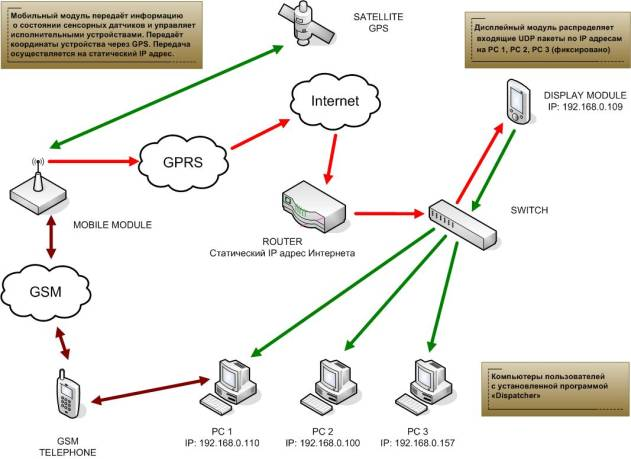 Мобильный модуль передаёт информацию
о состоянии сенсорных датчиков и управляет
исполнительными устройствами. Передаёт
координаты устройства через GPS. Передача
осуществляется на статический IP адрес.
SATELLITE
GPS
Дисплейный модуль распределяет
входящие UDP пакеты по IP адресам
на PC 1, PC 2, PC 3 (фиксировано)
Internet
DISPLAY MODULE
IP: 192.168.0.109
GPRS
MOBILE MODULE
SWITCH
ROUTER
Статический IP адрес Интернета
GSM
Компьютеры пользователей
с установленной программой
«Dispatcher»
GSM
TELEPHONE
PC 1
IP: 192.168.0.110
PC 2
IP: 192.168.0.100
PC 3
IP: 192.168.0.157